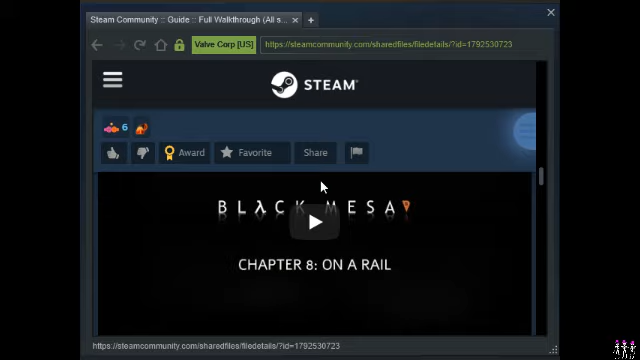 Steam Community :: Guide :: Full Walkthrough (All s...
Valve Corp [US]
https://steamcommunity.com/sharedfiles/filedetails/?id=1792530723
STEAM
6
Award
Favorite
Share
BLλCK MESA
CHAPTER 8: ON A RAIL
https://steamcommunity.com/sharedfiles/filedetails/?id=1792530723